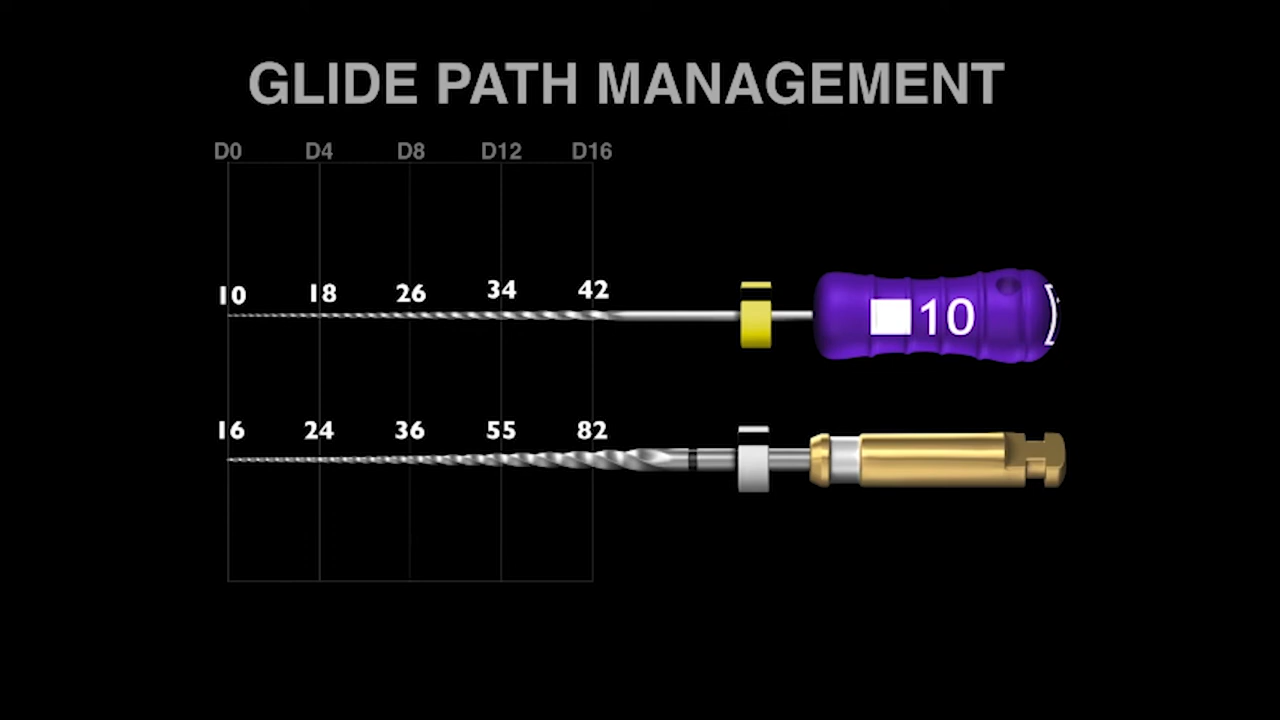 GLIDE PATH MANAGEMENT
D0 D4 D8 D12 D16
10 18 26 34 42
10
16 24 36 55 82